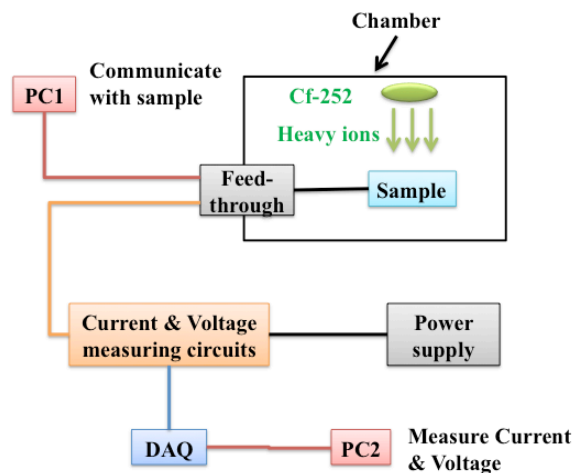 Chamber
Communicate
with sample
PC1
Cf-252
Heavy ions
Feed-
through
Sample
Current & Voltage
measuring circuits
Power
supply
DAQ
PC2
Measure Current
& Voltage